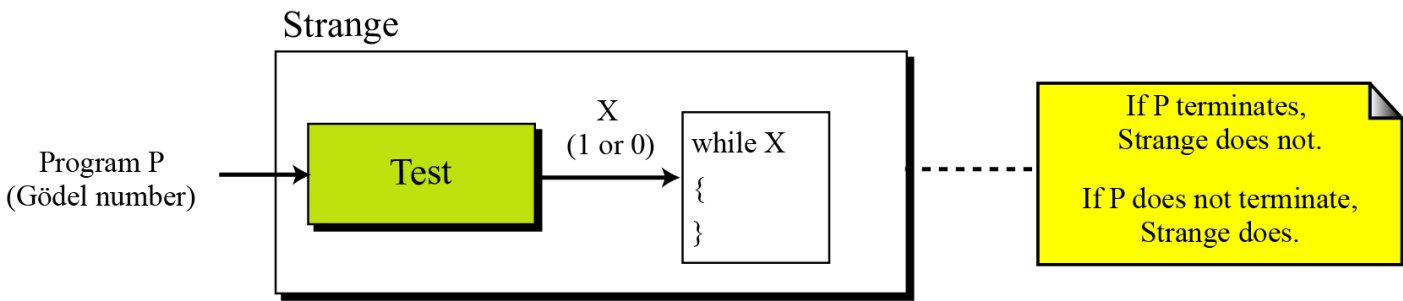 Strange
Program P
(Gödel number)
Test
X
(1 or 0)
while X
{
}
If P terminates,
Strange does not.
If P does not terminate,
Strange does.